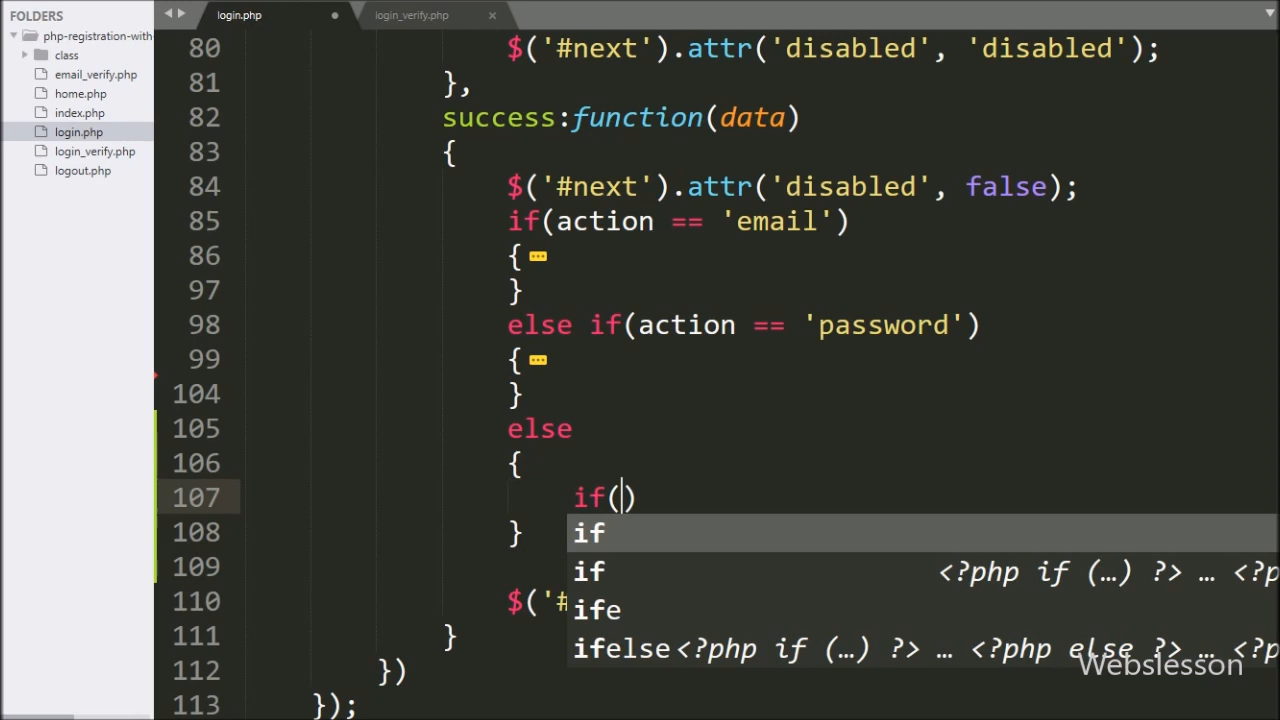 FOLDERS
php-registration-with
class
email_verify.php
home.php
index.php
login.php
login_verify.php
logout.php
login.php
login_verify.php
80 $('#next').attr('disabled', 'disabled');
81 },
82 success:function(data)
83 {
84 $('#next').attr('disabled', false);
85 if(action == 'email')
86 {
97 }
98 else if(action == 'password')
99 {
104 }
105 else
106 {
107 if()
108 }
109
110 $('#
111 }
112 })
113 });
if
if <?php if (…) ?> … <?p
ife
ifelse <?php if (…) ?> … <?php else ?> … <?p
Webslesson